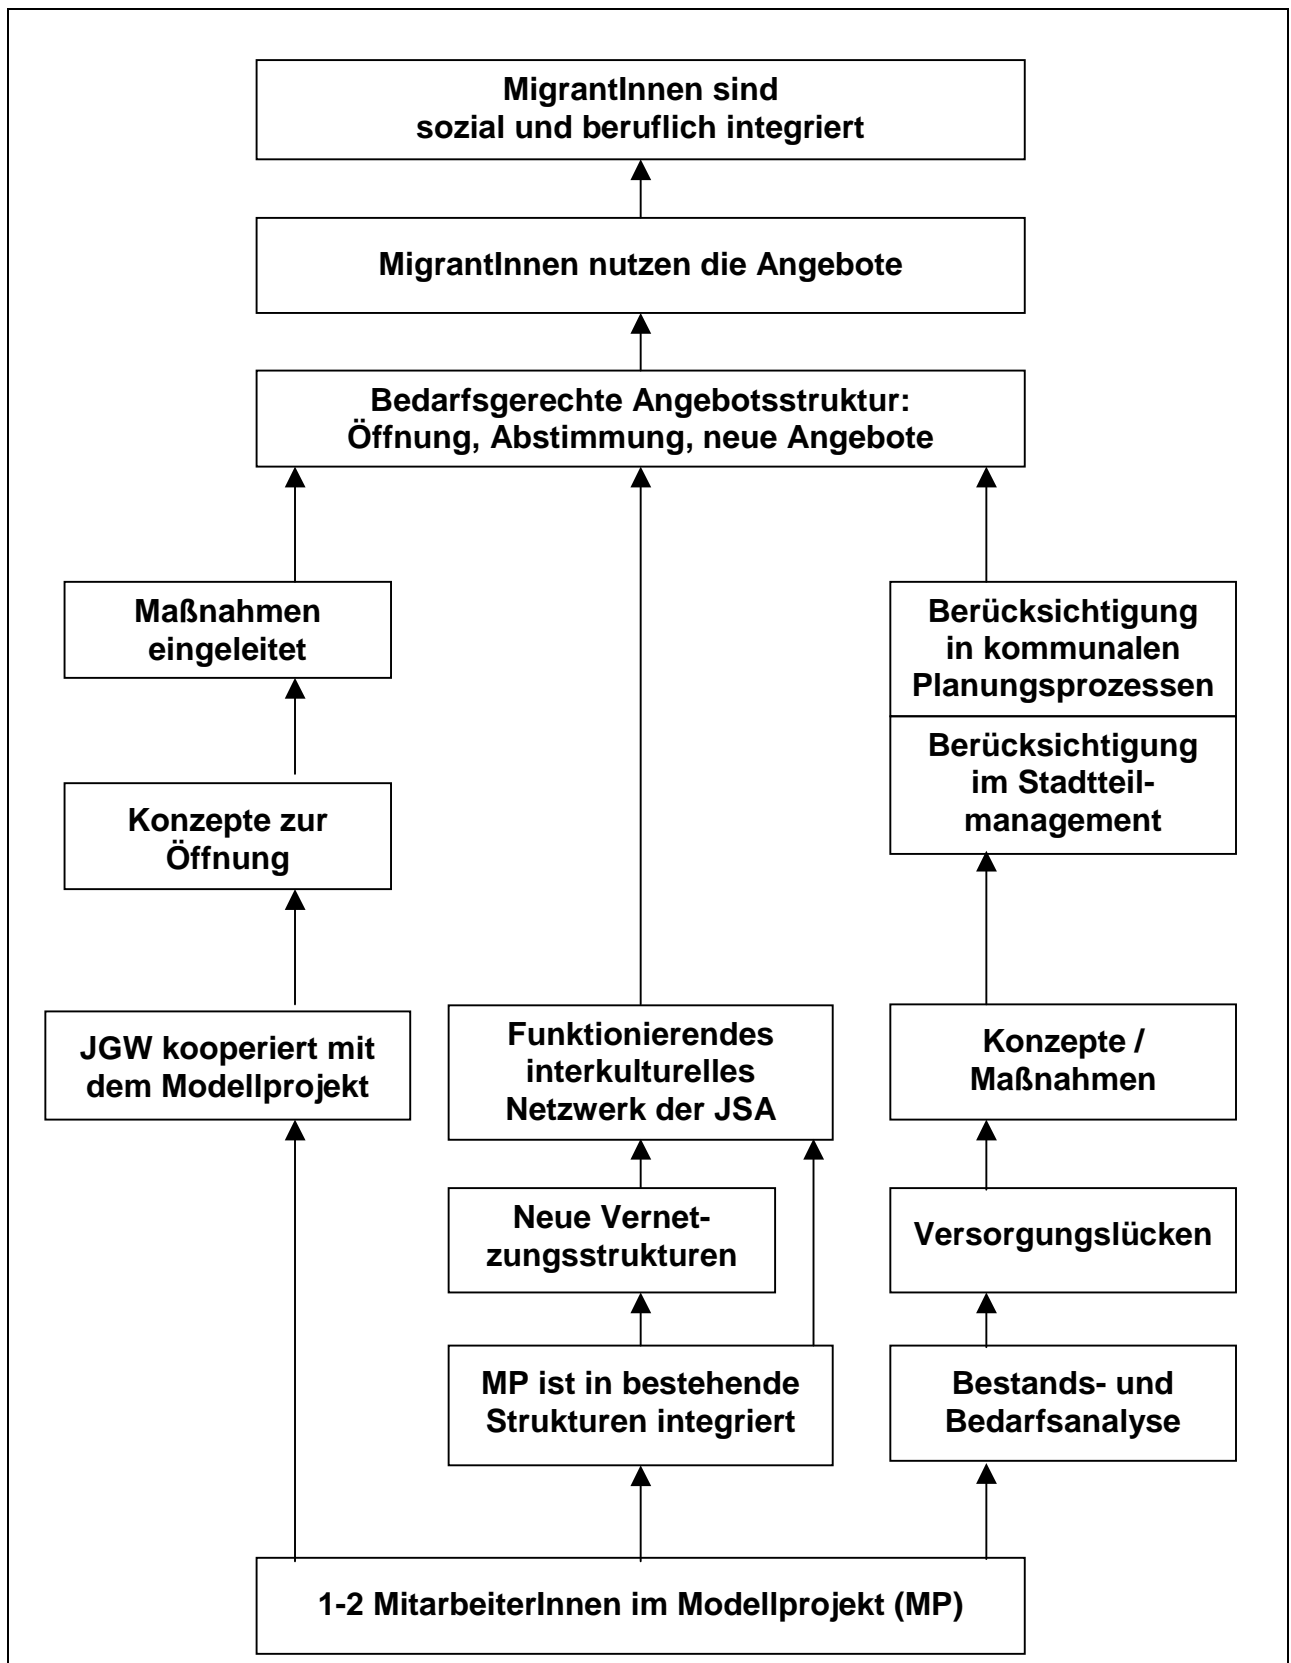 MigrantInnen sind
sozial und beruflich integriert
MigrantInnen nutzen die Angebote
Bedarfsgerechte Angebotsstruktur:
Öffnung, Abstimmung, neue Angebote
Maßnahmen
eingeleitet
Berücksichtigung
in kommunalen
Planungsprozessen
Berücksichtigung
im Stadtteil-
management
Konzepte zur
Öffnung
JGW kooperiert mit
dem Modellprojekt
Funktionierendes
interkulturelles
Netzwerk der JSA
Konzepte /
Maßnahmen
Neue Vernet-
zungsstrukturen
Versorgungslücken
MP ist in bestehende
Strukturen integriert
Bestands- und
Bedarfsanalyse
1-2 MitarbeiterInnen im Modellprojekt (MP)